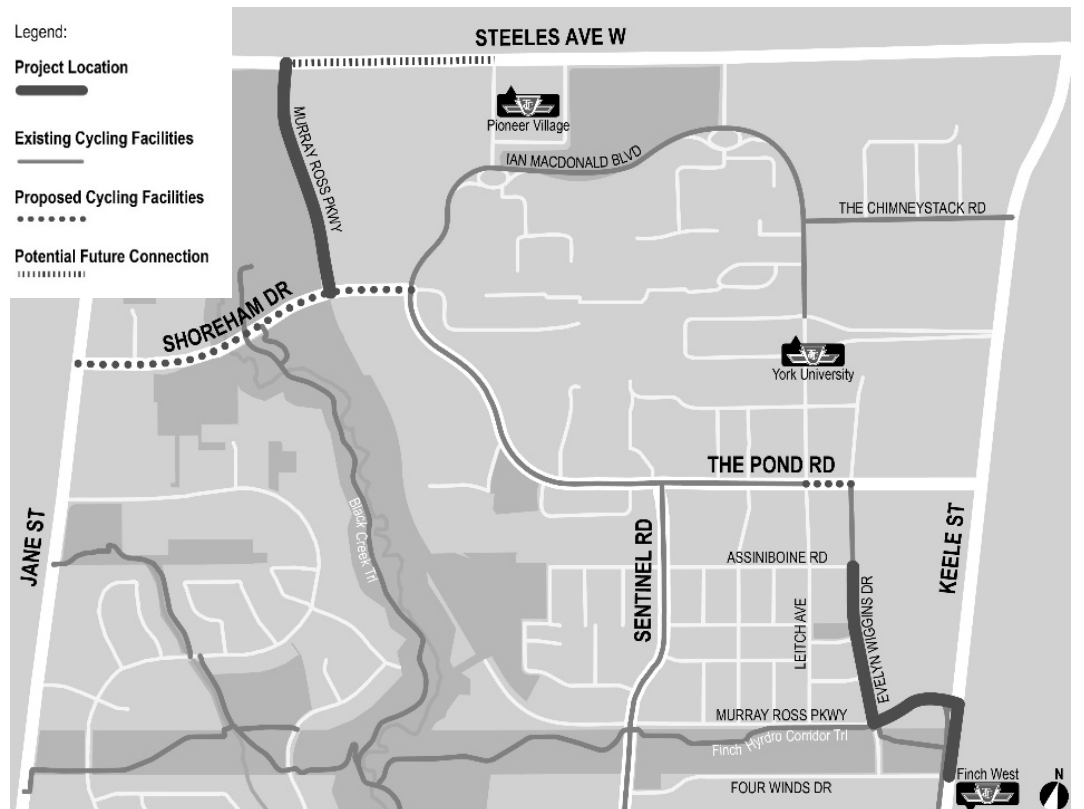 Legend:
Project Location
Existing Cycling Facilities
Proposed Cycling Facilities
Potential Future Connection
STEELES AVE W
MURRAY ROSS PKWY
Pioneer Village
IAN MACDONALD BLVD
THE CHIMNEYSTACK RD
SHOREHAM DR
York University
THE POND RD
JANE ST
Black Creek Trl
SENTINEL RD
ASSINIBOINE RD
LEITCH AVE
EVELYN WIGGINS DR
KEELE ST
MURRAY ROSS PKWY
Finch Hyrdro Corridor Trl
FOUR WINDS DR
Finch West
N